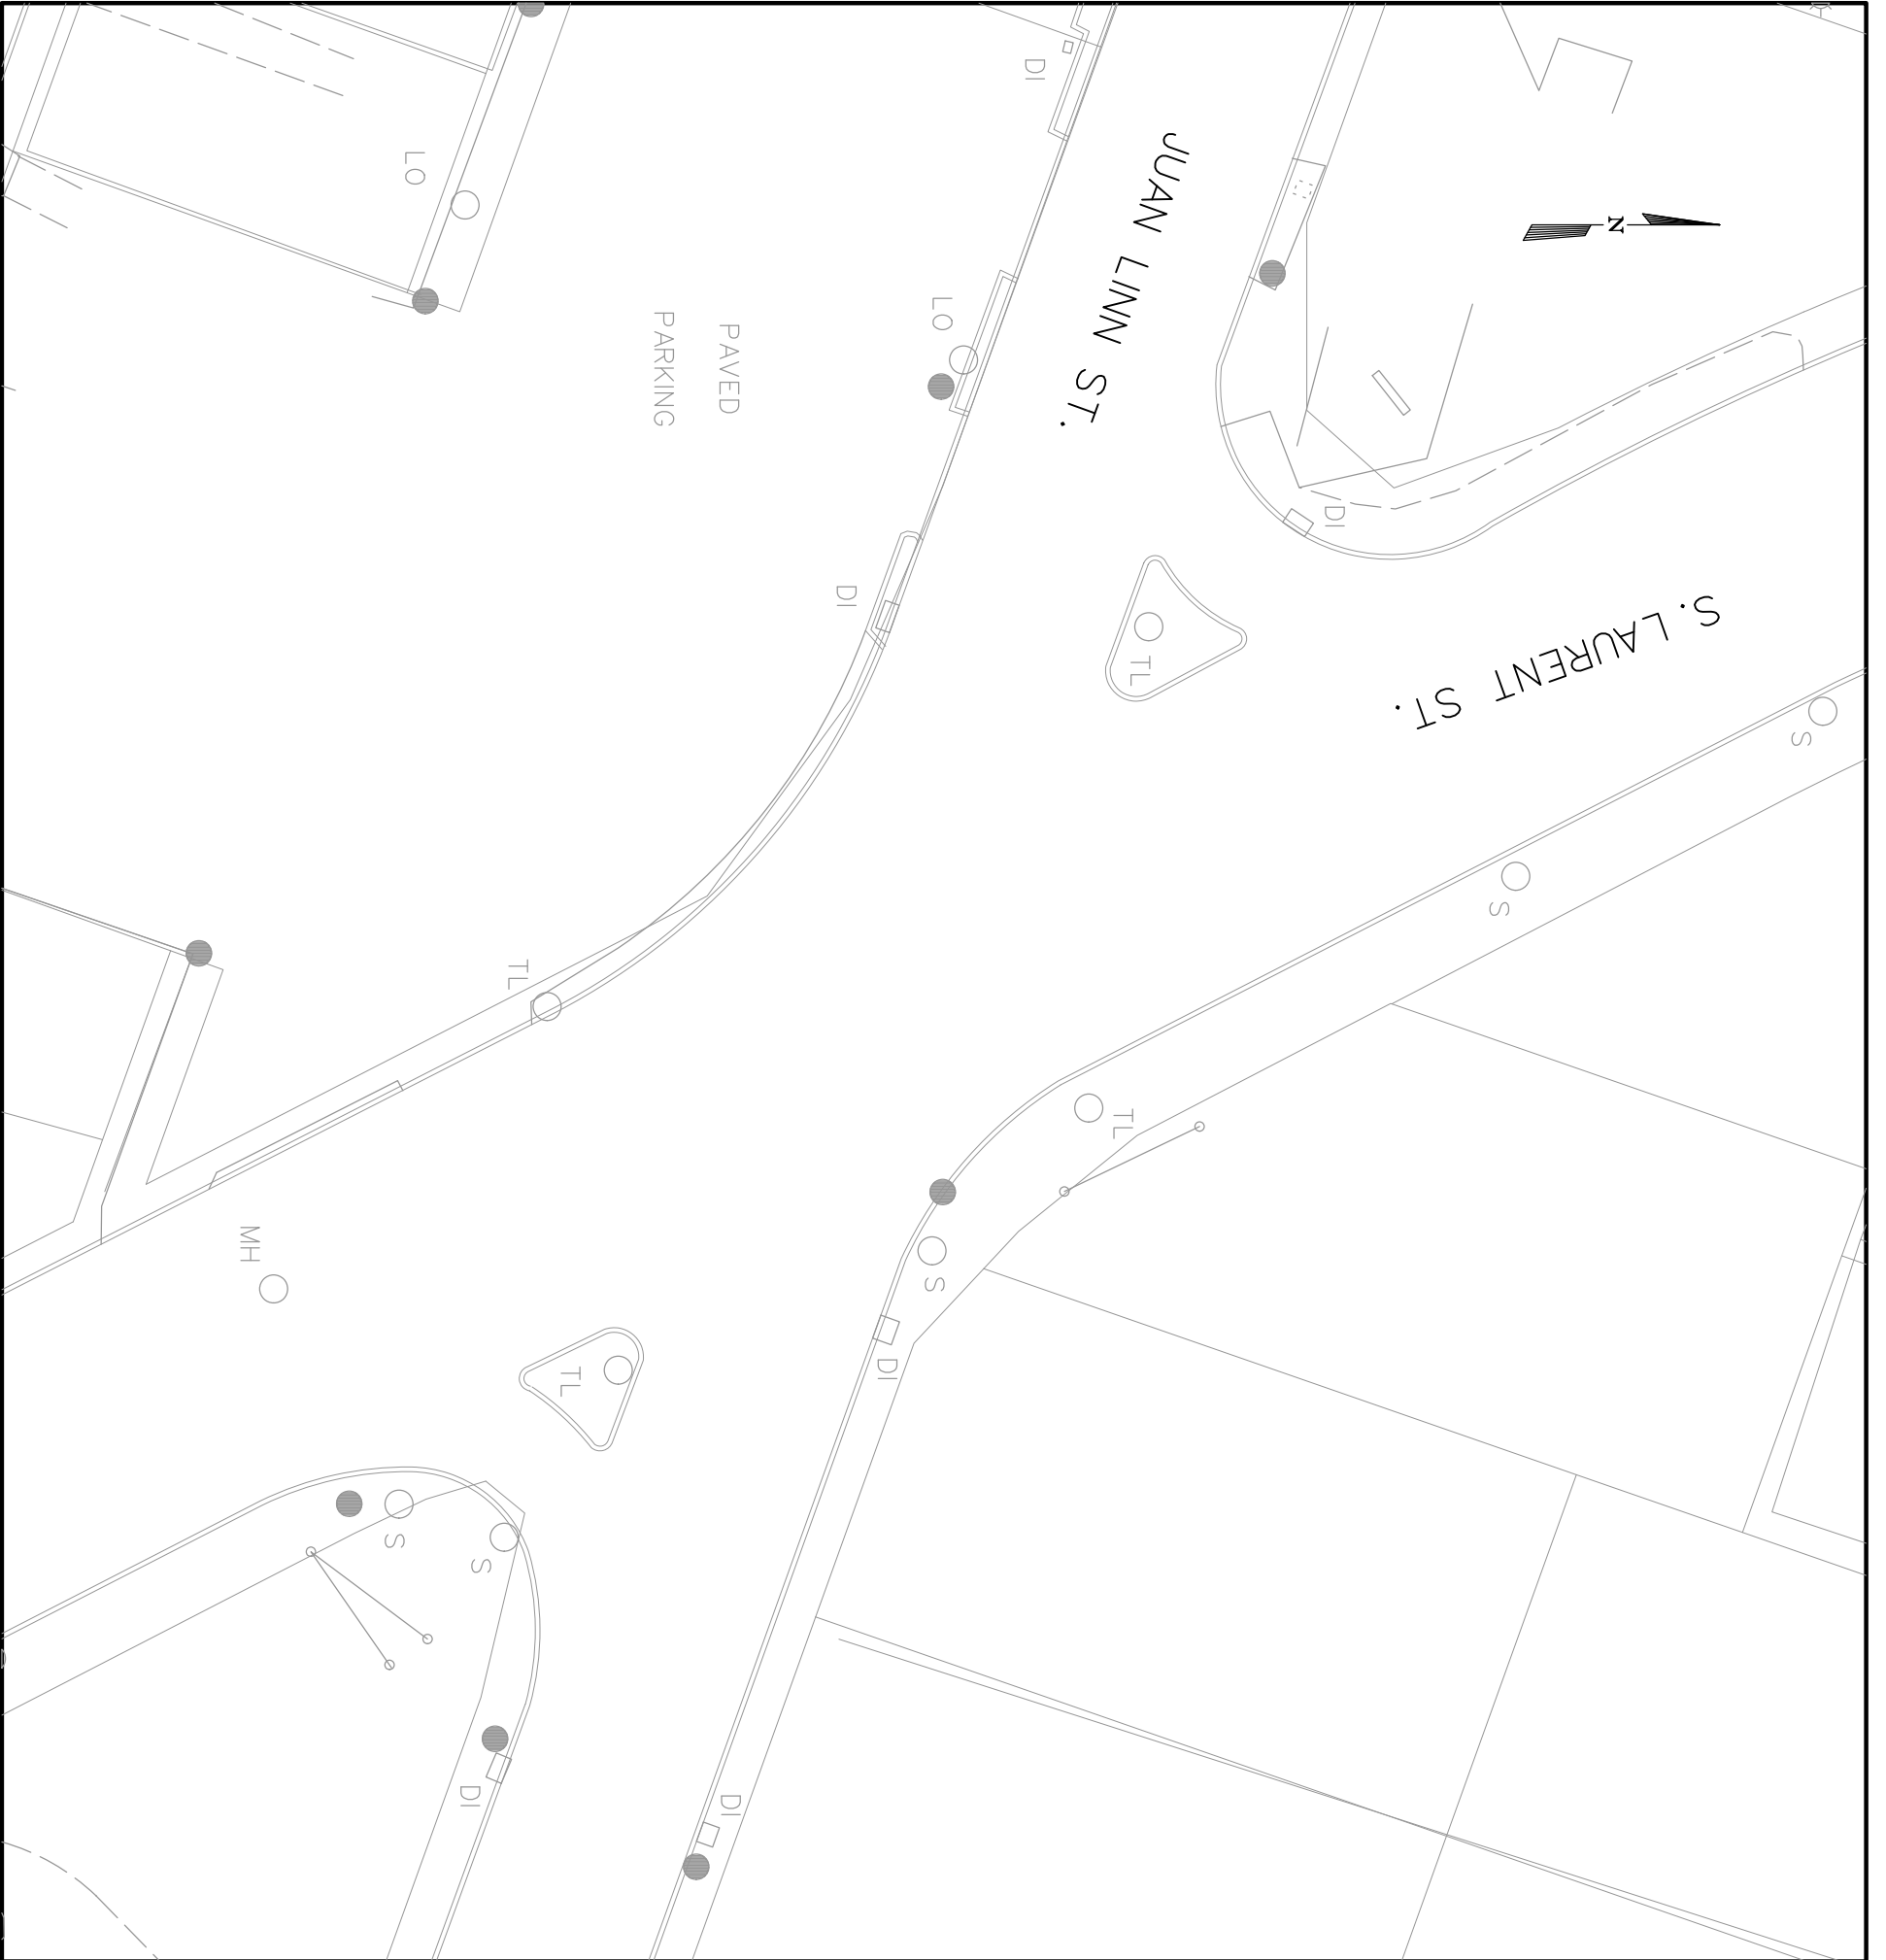 DI
LO
JUAN LINN ST.
N
LO
PAVED
PARKING
DI
DI
S. LAURENT ST.
TL
S
S
TL
TL
MH
S
DI
TL
S
S
DI
DI